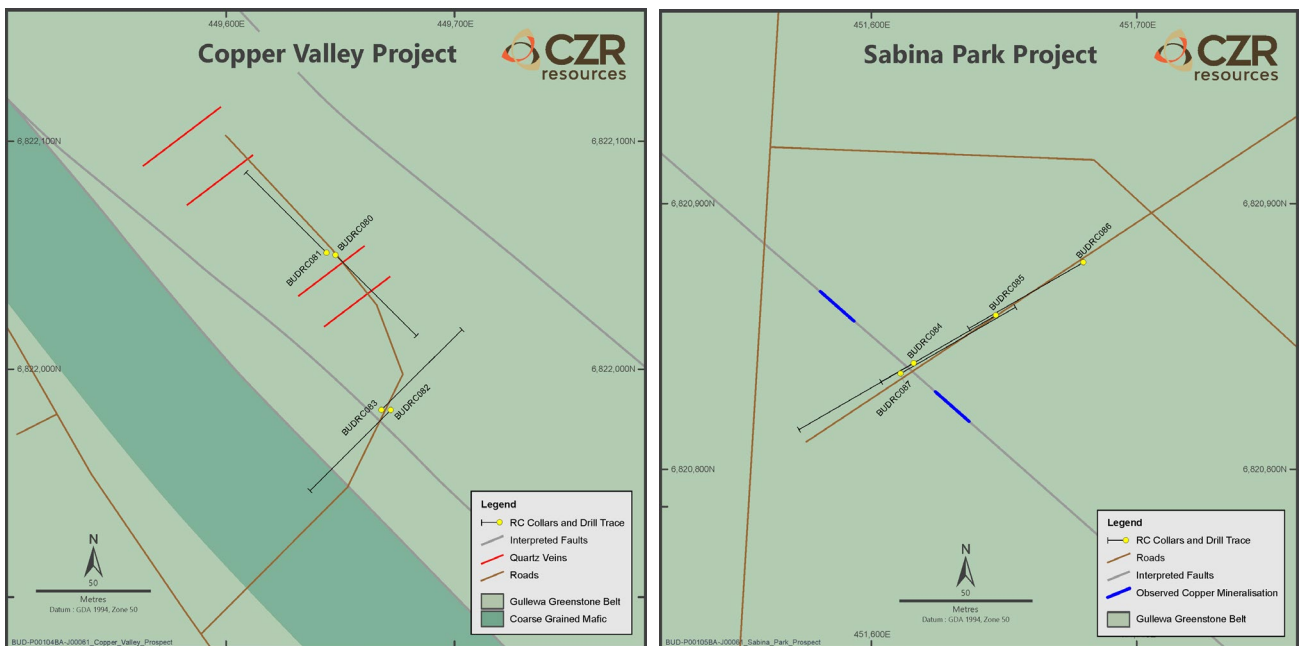 449,600E
449,700E
Copper Valley Project
CZR
resources
6,822,100N
6,822,100N
BUDRC080
BUDRC081
6,822,000N
6,822,000N
BUDRC083
BUDRC082
Legend
RC Collars and Drill Trace
Interpreted Faults
Quartz Veins
Roads
Gullewa Greenstone Belt
Coarse Grained Mafic
N
50
Metres
Datum : GDA 1994, Zone 50
BUD-P00104BA-J00061_Copper_Valley_Prospect
451,600E
451,700E
Sabina Park Project
CZR
resources
6,820,900N
6,820,900N
BUDRC086
BUDRC085
BUDRC084
BUDRC087
6,820,800N
6,820,800N
Legend
RC Collars and Drill Trace
Roads
Interpreted Faults
Observed Copper Mineralisation
Gullewa Greenstone Belt
N
50
Metres
Datum : GDA 1994, Zone 50
451,600E
BUD-P00105BA-J00061_Sabina_Park_Prospect